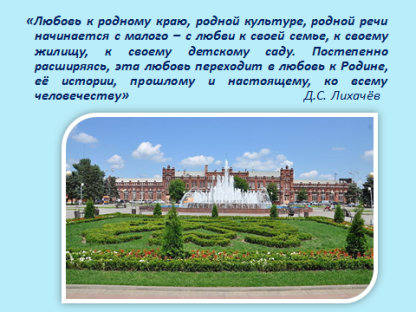 «Любовь к родному краю, родной культуре, родной речи
начинается с малого – с любви к своей семье, к своему
жилищу, к своему детскому саду. Постепенно
расширяясь, эта любовь переходит в любовь к Родине,
её истории, прошлому и настоящему, ко всему
человечеству» Д.С. Лихачёв